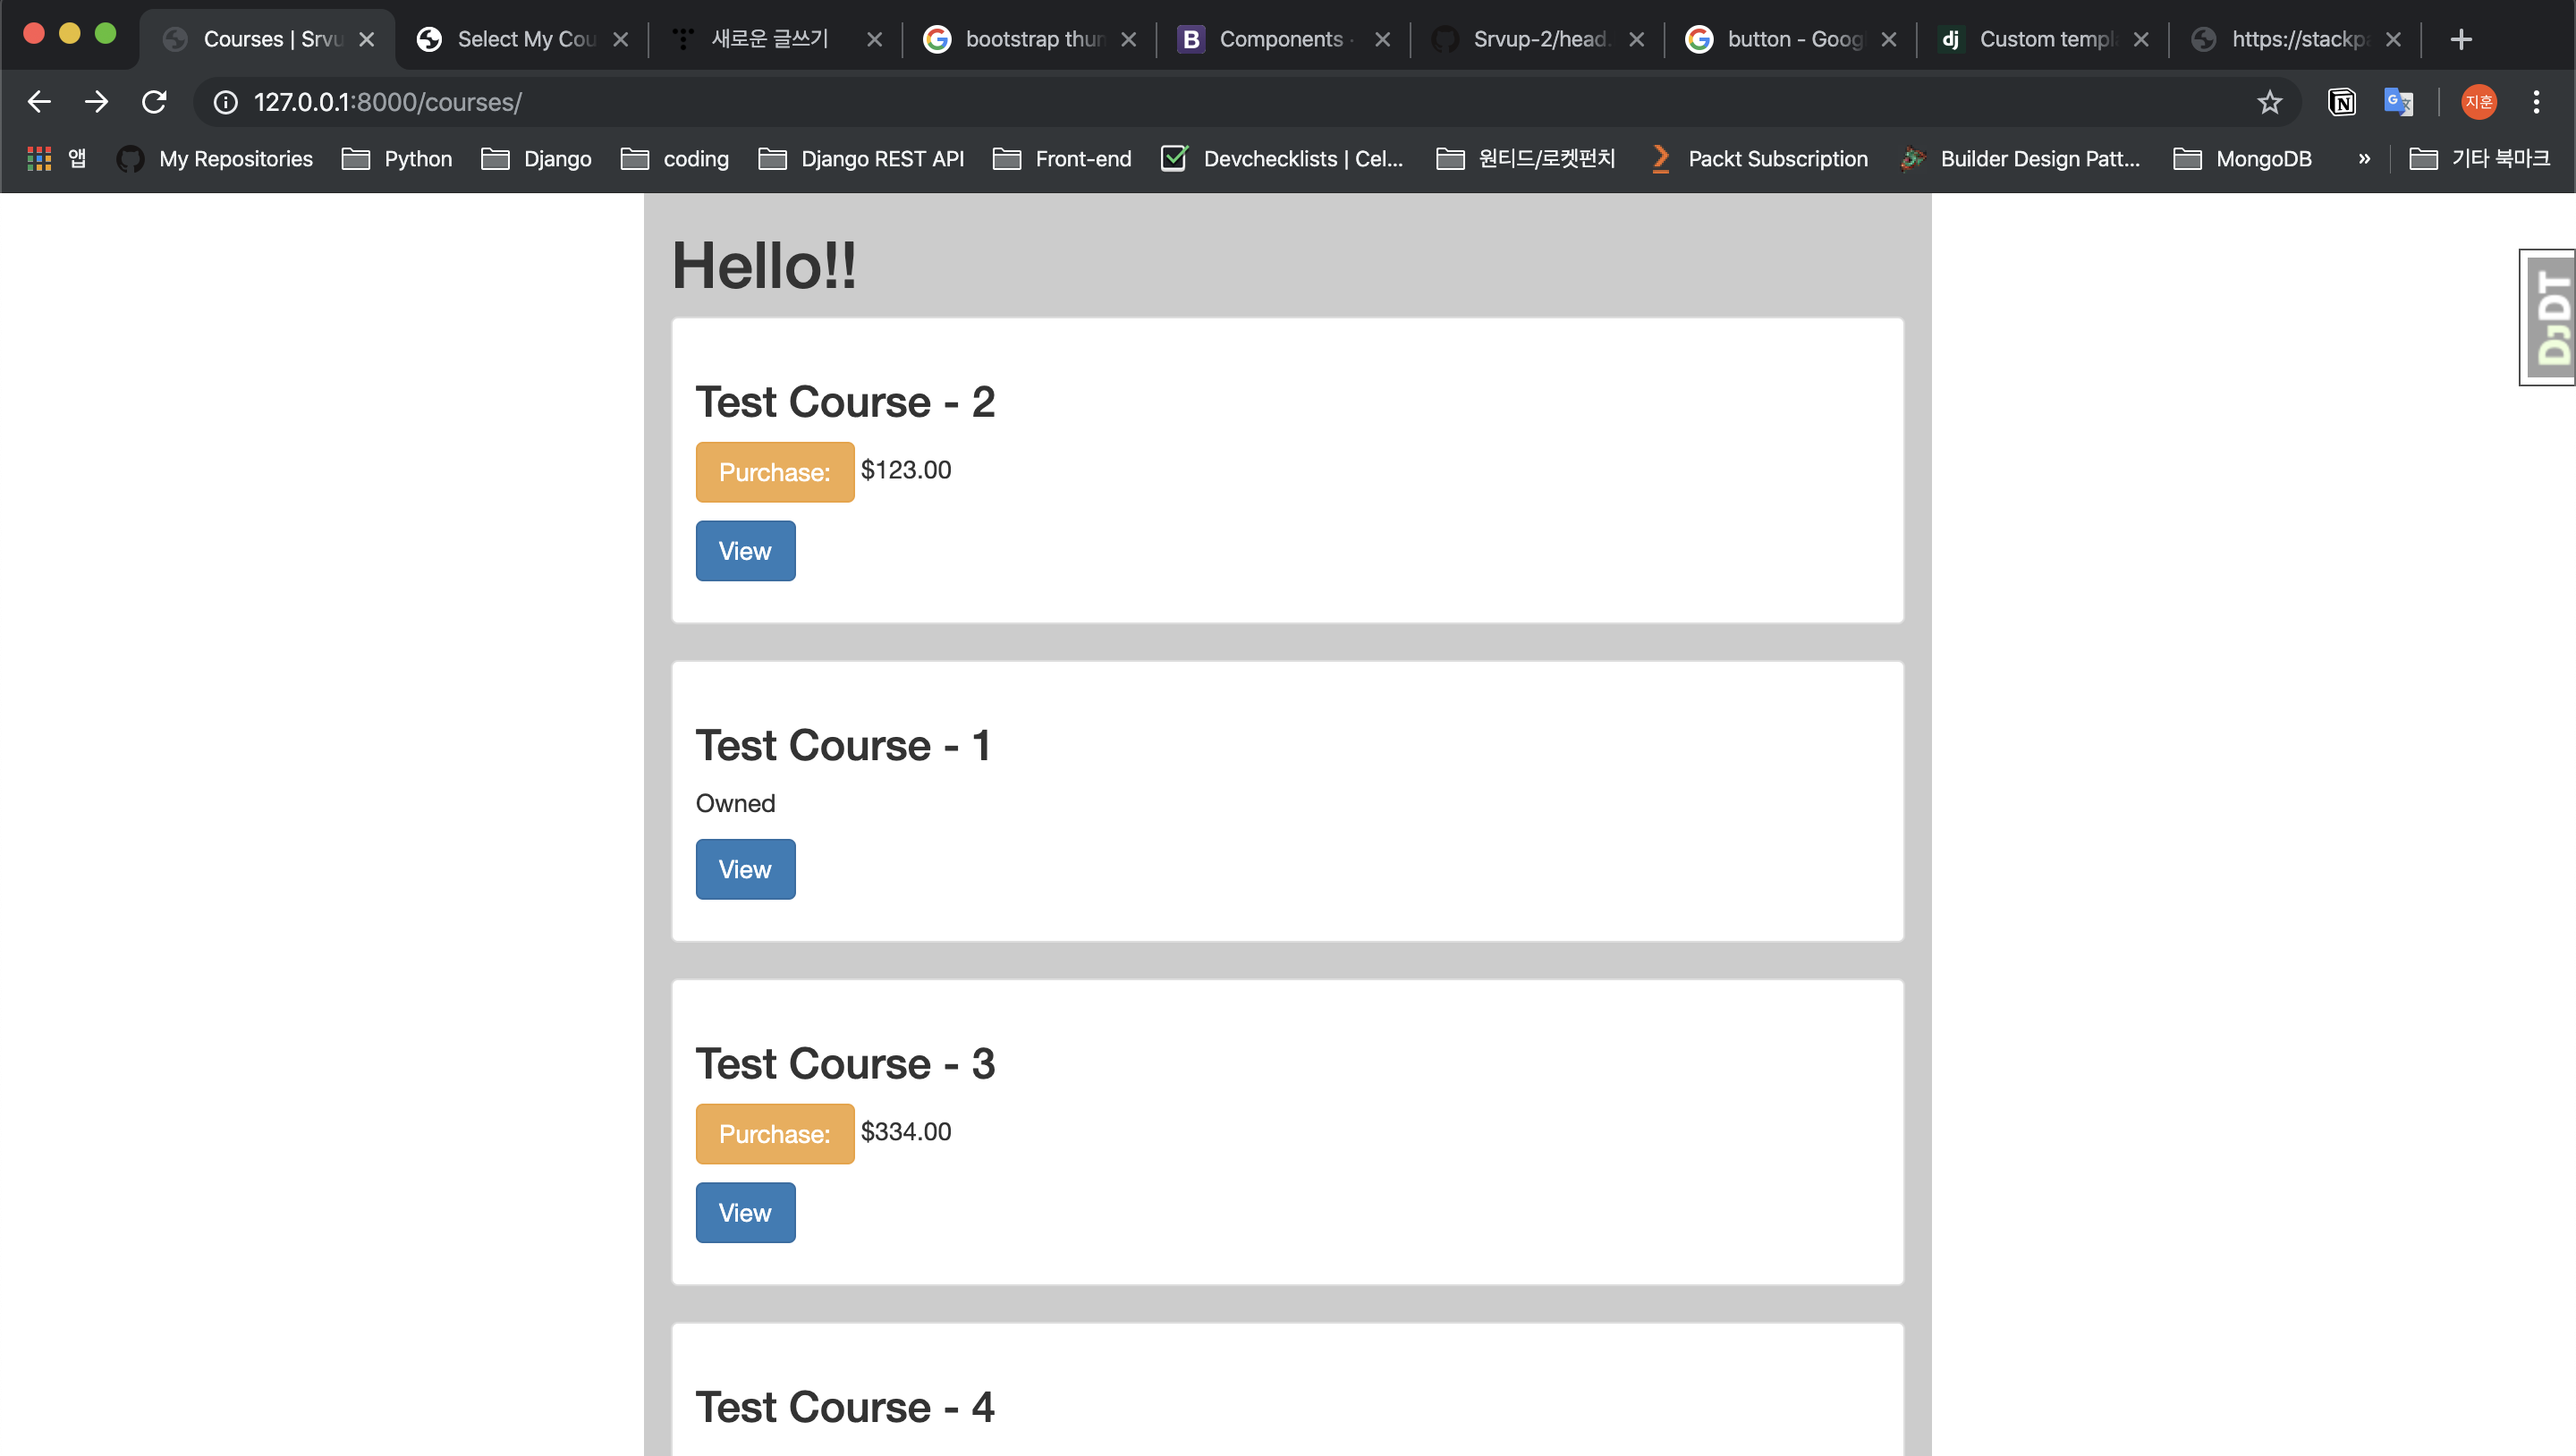 Courses | Srvu
Select My Cou
새로운 글쓰기
bootstrap thun
Components ·
Srvup-2/head.
button - Goog
Custom templ
https://stackpa
127.0.0.1:8000/courses/
지훈
앱
My Repositories
Python
Django
coding
Django REST API
Front-end
Devchecklists | Cel...
원티드/로켓펀치
Packt Subscription
Builder Design Patt...
MongoDB
»
기타 북마크
Hello!!
DjDT
Test Course - 2
Purchase: $123.00
View
Test Course - 1
Owned
View
Test Course - 3
Purchase: $334.00
View
Test Course - 4